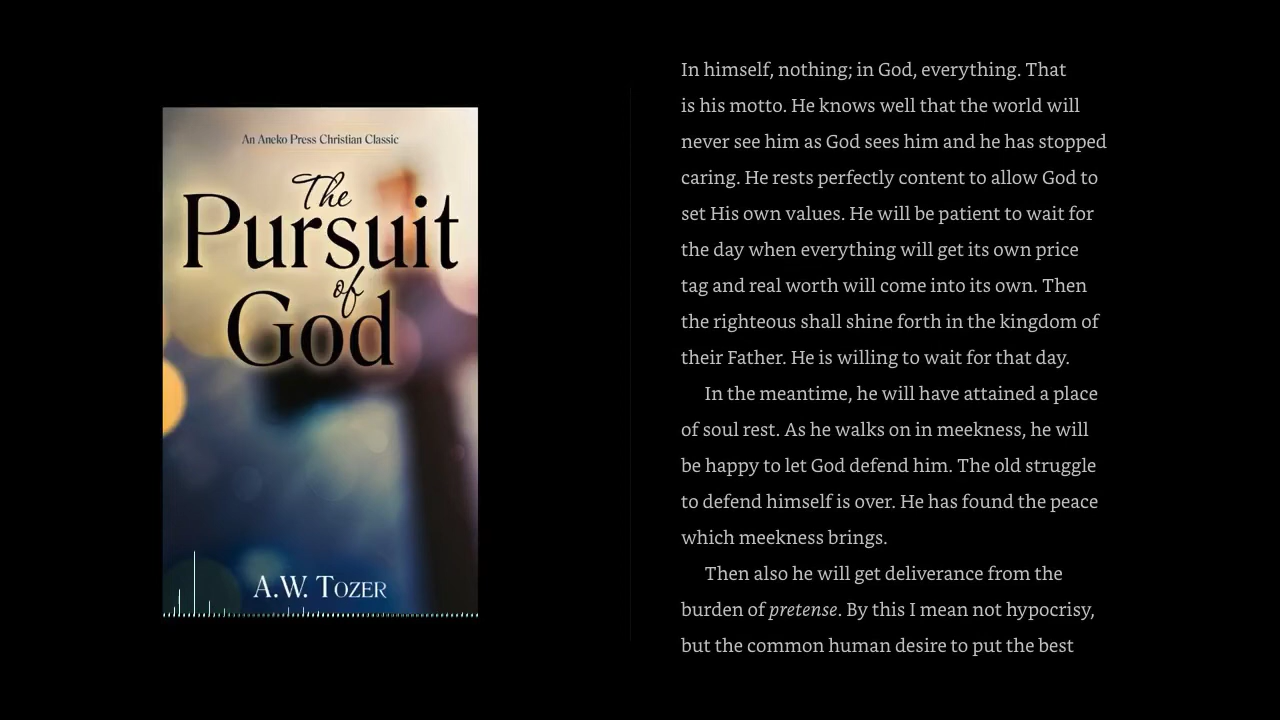 An Aneko Press Christian Classic
The
Pursuit
of
God
A.W. Tozer
In himself, nothing; in God, everything. That
is his motto. He knows well that the world will
never see him as God sees him and he has stopped
caring. He rests perfectly content to allow God to
set His own values. He will be patient to wait for
the day when everything will get its own price
tag and real worth will come into its own. Then
the righteous shall shine forth in the kingdom of
their Father. He is willing to wait for that day.
In the meantime, he will have attained a place
of soul rest. As he walks on in meekness, he will
be happy to let God defend him. The old struggle
to defend himself is over. He has found the peace
which meekness brings.
Then also he will get deliverance from the
burden of pretense. By this I mean not hypocrisy,
but the common human desire to put the best